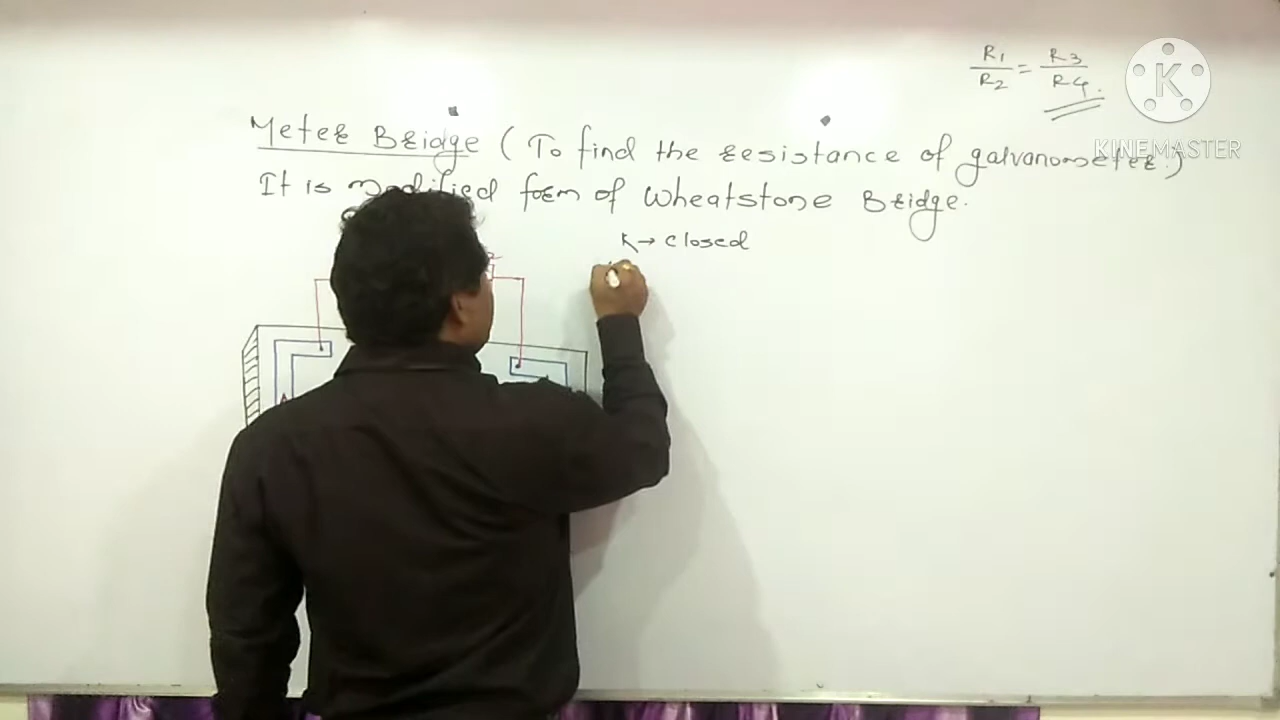 R1/R2 = R3/R4.
K
KINEMASTER
Meter Bridge (To find the resistance of galvanometer.)
It is modified form of Wheatstone Bridge.
K → closed